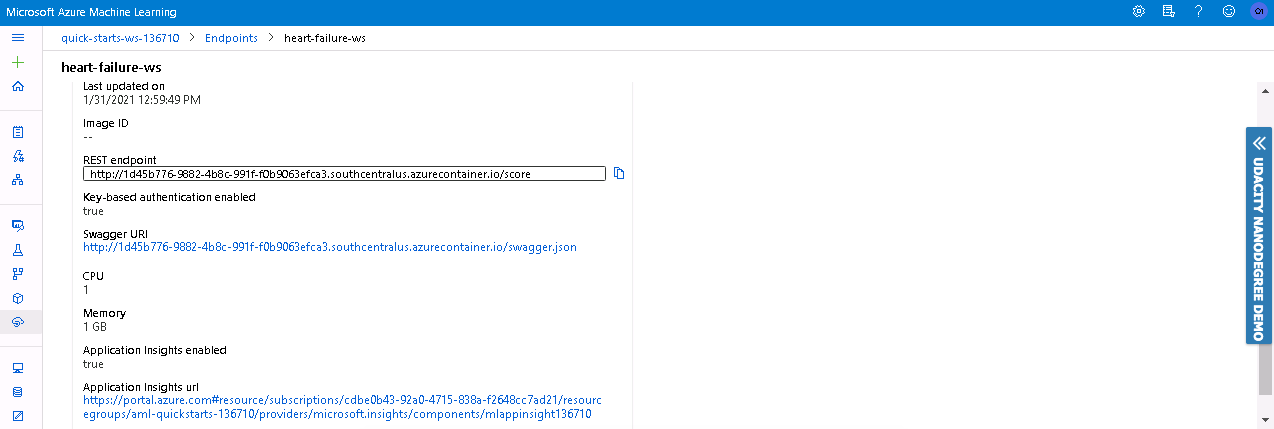 Microsoft Azure Machine Learning
quick-starts-ws-136710 > Endpoints > heart-failure-ws
heart-failure-ws
Last updated on
1/31/2021 12:59:49 PM
Image ID
--
REST endpoint
http://1d45b776-9882-4b8c-991f-f0b9063efca3.southcentralus.azurecontainer.io/score
Key-based authentication enabled
true
Swagger URI
http://1d45b776-9882-4b8c-991f-f0b9063efca3.southcentralus.azurecontainer.io/swagger.json
CPU
1
Memory
1 GB
Application Insights enabled
true
Application Insights url
https://portal.azure.com#resource/subscriptions/cdbe0b43-92a0-4715-838a-f2648cc7ad21/resourc
egroups/aml-quickstarts-136710/providers/microsoft.insights/components/mlappinsight136710
UDACITY NANODEGREE DEMO